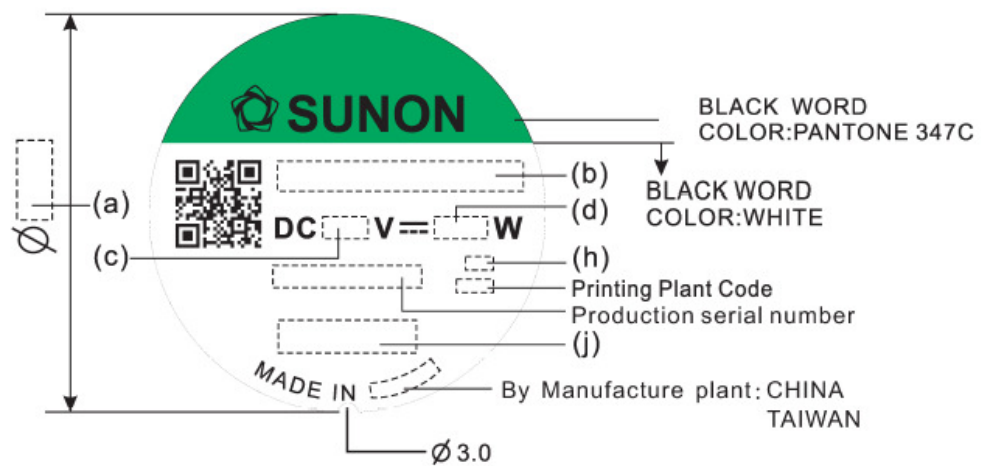 SUNON
BLACK WORD
COLOR:PANTONE 347C
BLACK WORD
COLOR:WHITE
(a)
(b)
DC V W
(d)
(c)
(h)
Printing Plant Code
Production serial number
(j)
MADE IN
By Manufacture plant: CHINA
TAIWAN
Ø
Ø 3.0